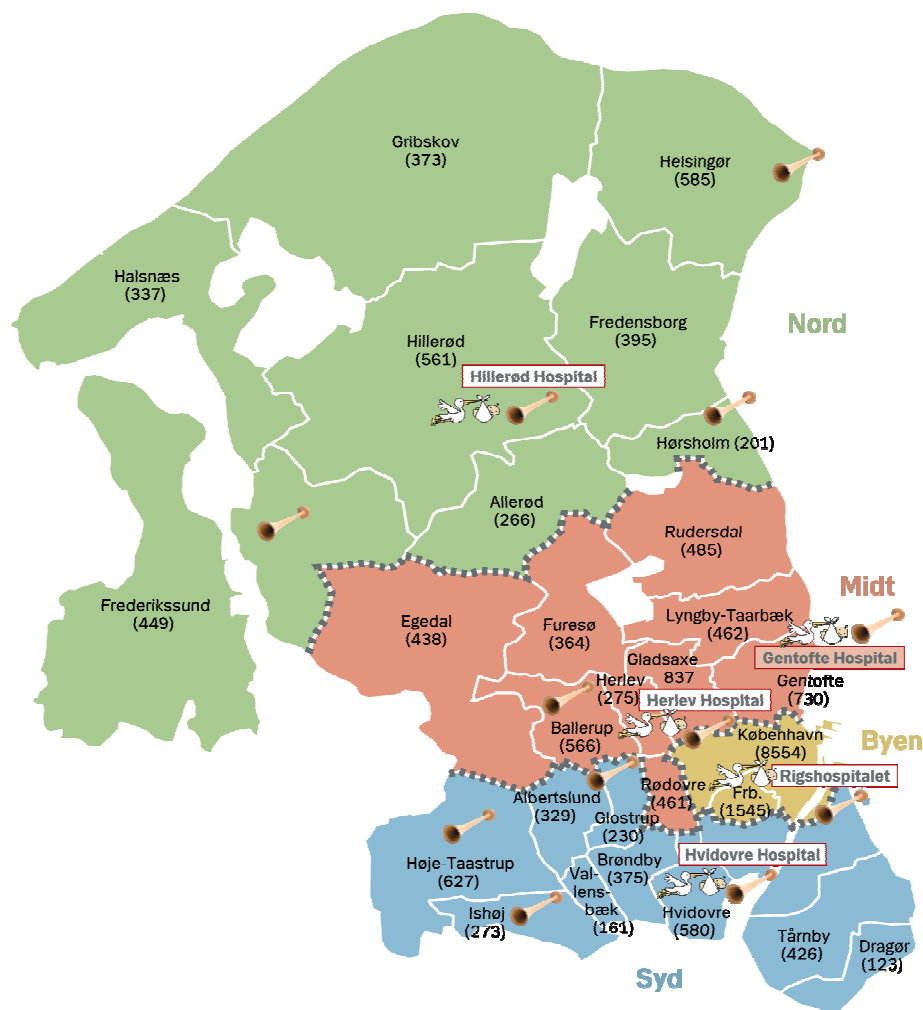 Gribskov
(373)
Helsingør
(585)
Halsnæs
(337)
Nord
Fredensborg
(395)
Hillerød
(561)
Hillerød Hospital
Hørsholm (201)
Allerød
(266)
Rudersdal
(485)
Midt
Frederikssund
(449)
Egedal
(438)
Furesø
(364)
Lyngby-Taarbæk
(462)
Gladsaxe
837
Gentofte Hospital
Gentofte
(730)
Herlev
(275)
Herlev Hospital
Ballerup
(566)
København
(8554)
Byen
Rigshospitalet
Frb.
(1545)
Rødovre
(461)
Albertslund
(329)
Glostrup
(230)
Hvidovre Hospital
Høje-Taastrup
(627)
Brøndby
(375)
Val-
lens-
bæk
(161)
Ishøj
(273)
Hvidovre
(580)
Tårnby
(426)
Dragør
(123)
Syd